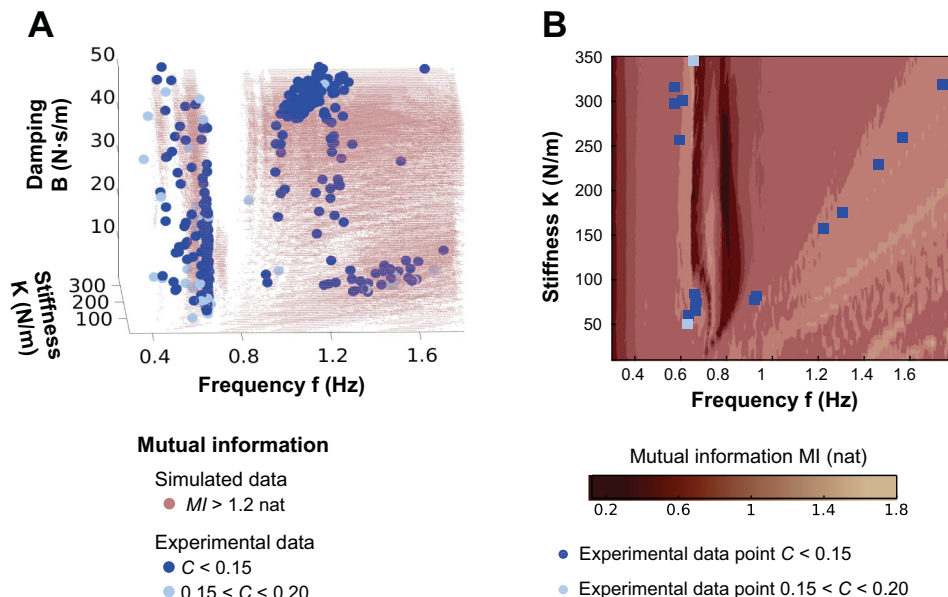 A
B
50
40
30
20
10
Damping
B (N·s/m)
300
200
100
Stiffness
K (N/m)
0.4 0.8 1.2 1.6
Frequency f (Hz)
350
300
250
200
150
100
50
Stiffness K (N/m)
0.4 0.6 0.8 1 1.2 1.4 1.6
Frequency f (Hz)
Mutual information
Simulated data
MI > 1.2 nat
Experimental data
C < 0.15
0.15 < C < 0.20
Mutual information MI (nat)
0.2 0.6 1 1.4 1.8
Experimental data point C < 0.15
Experimental data point 0.15 < C < 0.20